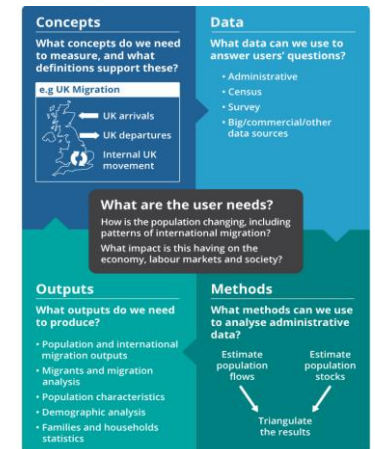 Concepts
What concepts do we need
to measure, and what
definitions support these?
e.g UK Migration
UK arrivals
UK departures
Internal UK
movement
Data
What data can we use to
answer users' questions?
• Administrative
• Census
• Survey
• Big/commercial/other
data sources
What are the user needs?
How is the population changing, including
patterns of international migration?
What impact is this having on the
economy, labour markets and society?
Outputs
What outputs do we need
to produce?
• Population and international
migration outputs
• Migrants and migration
analysis
• Population characteristics
• Demographic analysis
• Families and households
statistics
Methods
What methods can we use
to analyse administrative
data?
Estimate
population
flows
Estimate
population
stocks
Triangulate
the results